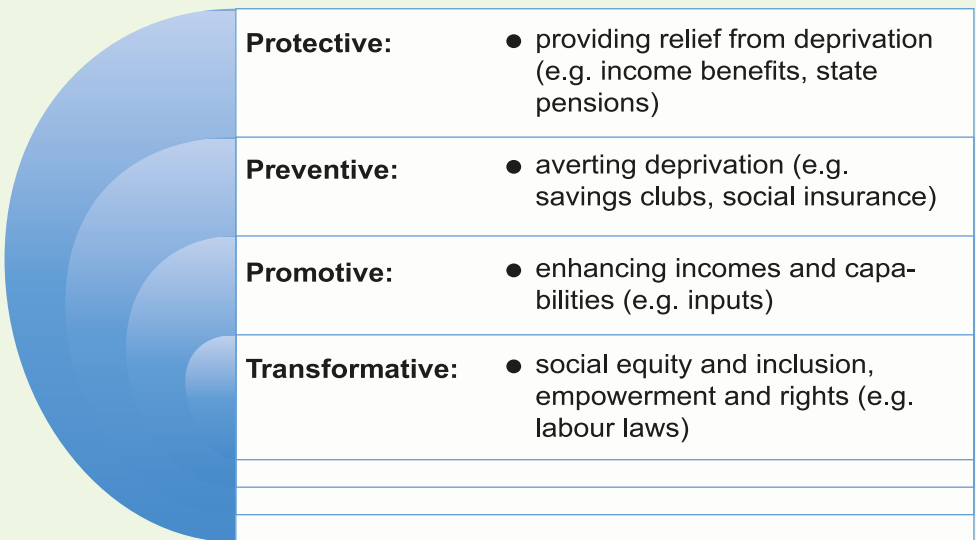 Protective: ● providing relief from deprivation
(e.g. income benefits, state
pensions)
Preventive: ● averting deprivation (e.g.
savings clubs, social insurance)
Promotive: ● enhancing incomes and capa-
bilities (e.g. inputs)
Transformative: ● social equity and inclusion,
empowerment and rights (e.g.
labour laws)